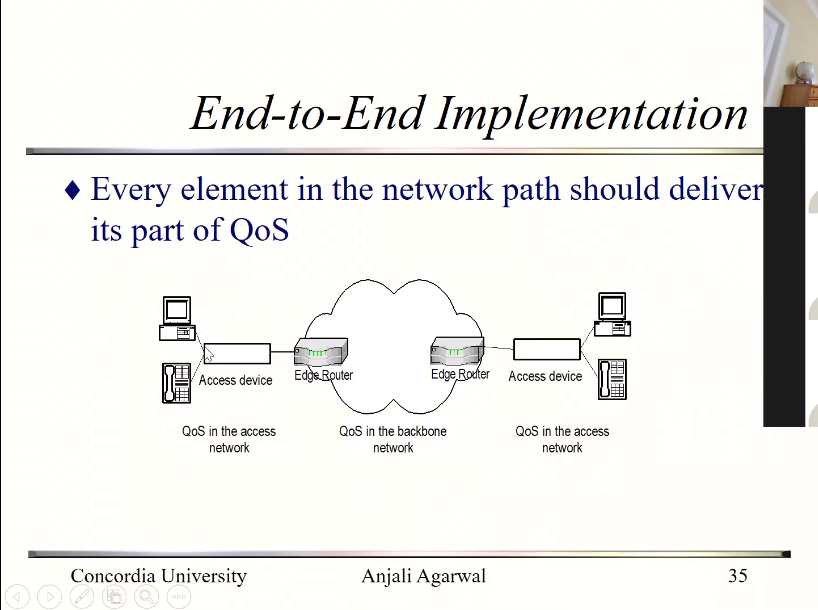 End-to-End Implementation
♦ Every element in the network path should deliver
its part of QoS
Access device
Edge Router
Edge Router
Access device
QoS in the access
network
QoS in the backbone
network
QoS in the access
network
Concordia University
Anjali Agarwal
35